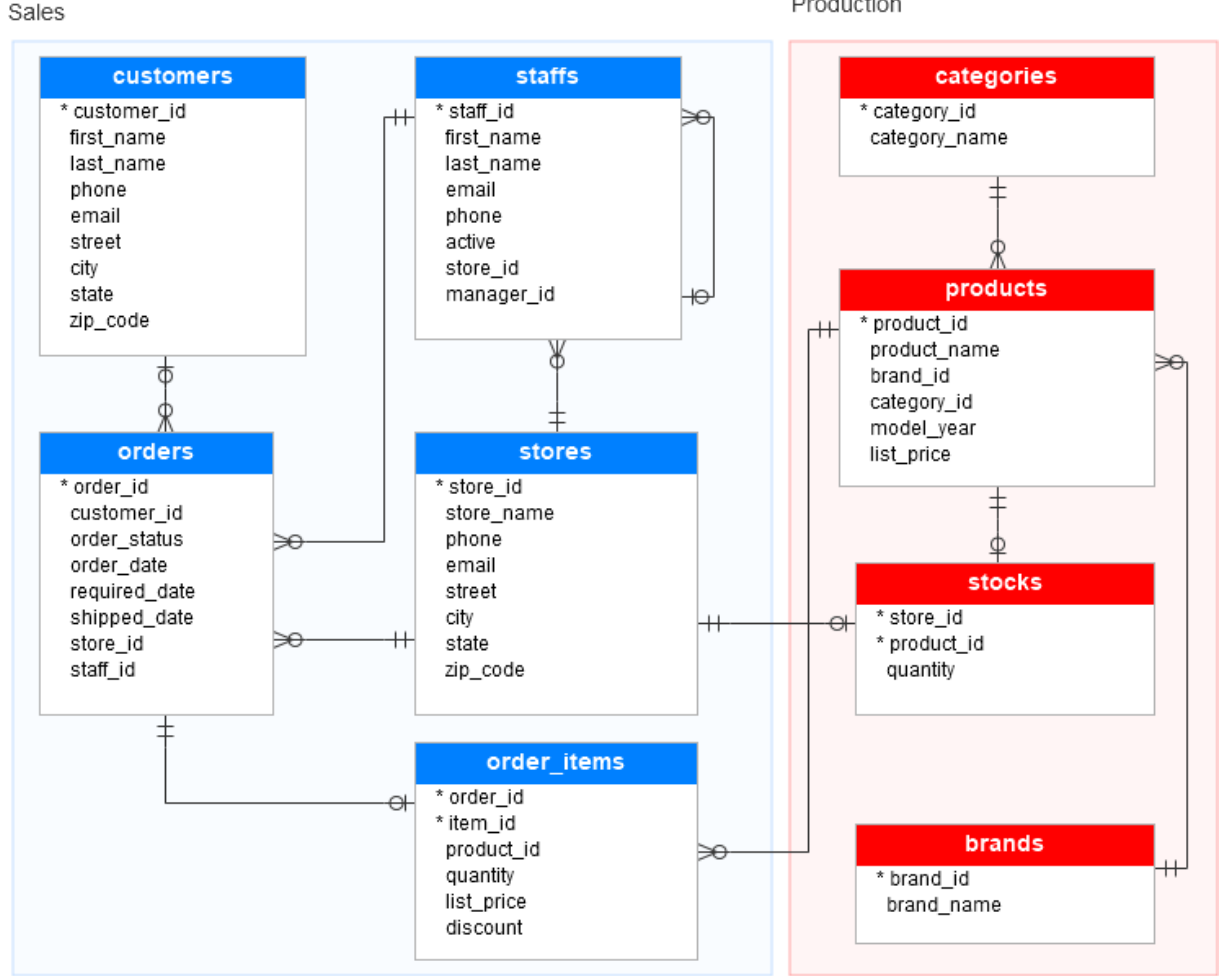 Sales
Production
customers
* customer_id
first_name
last_name
phone
email
street
city
state
zip_code
staffs
* staff_id
first_name
last_name
email
phone
active
store_id
manager_id
categories
* category_id
category_name
products
* product_id
product_name
brand_id
category_id
model_year
list_price
orders
* order_id
customer_id
order_status
order_date
required_date
shipped_date
store_id
staff_id
stores
* store_id
store_name
phone
email
street
city
state
zip_code
stocks
* store_id
* product_id
quantity
order_items
* order_id
* item_id
product_id
quantity
list_price
discount
brands
* brand_id
brand_name